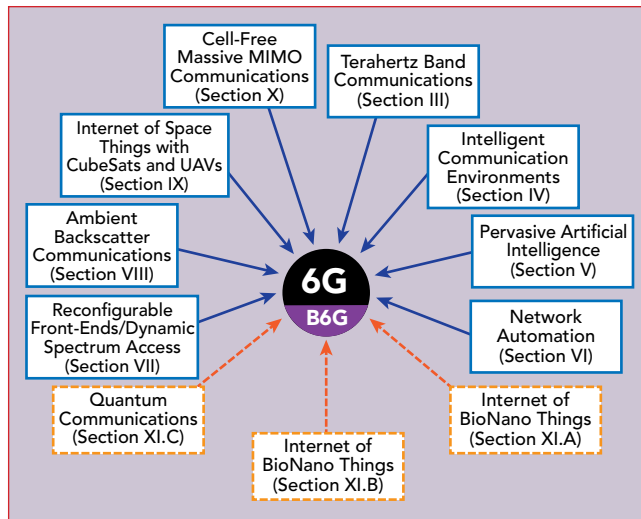 Cell-Free
Massive MIMO
Communications
(Section X)
Terahertz Band
Communications
(Section III)
Internet of Space
Things with
CubeSats and UAVs
(Section IX)
Intelligent
Communication
Environments
(Section IV)
Ambient
Backscatter
Communications
(Section VIII)
Pervasive Artificial
Intelligence
(Section V)
6G
B6G
Reconfigurable
Front-Ends/Dynamic
Spectrum Access
(Section VII)
Network
Automation
(Section VI)
Quantum
Communications
(Section XI.C)
Internet of
BioNano Things
(Section XI.B)
Internet of
BioNano Things
(Section XI.A)